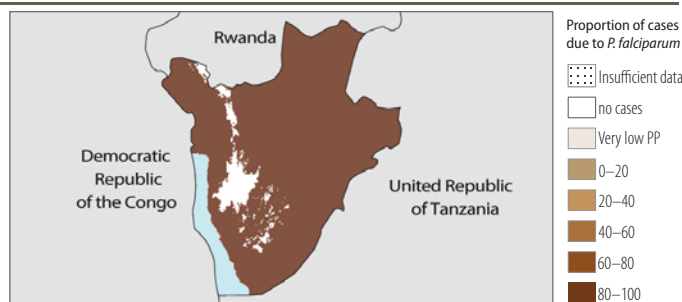 Rwanda
Democratic
Republic
of the Congo
United Republic
of Tanzania
Proportion of cases
due to P. falciparum
Insufficient data
no cases
Very low PP
0–20
20–40
40–60
60–80
80–100